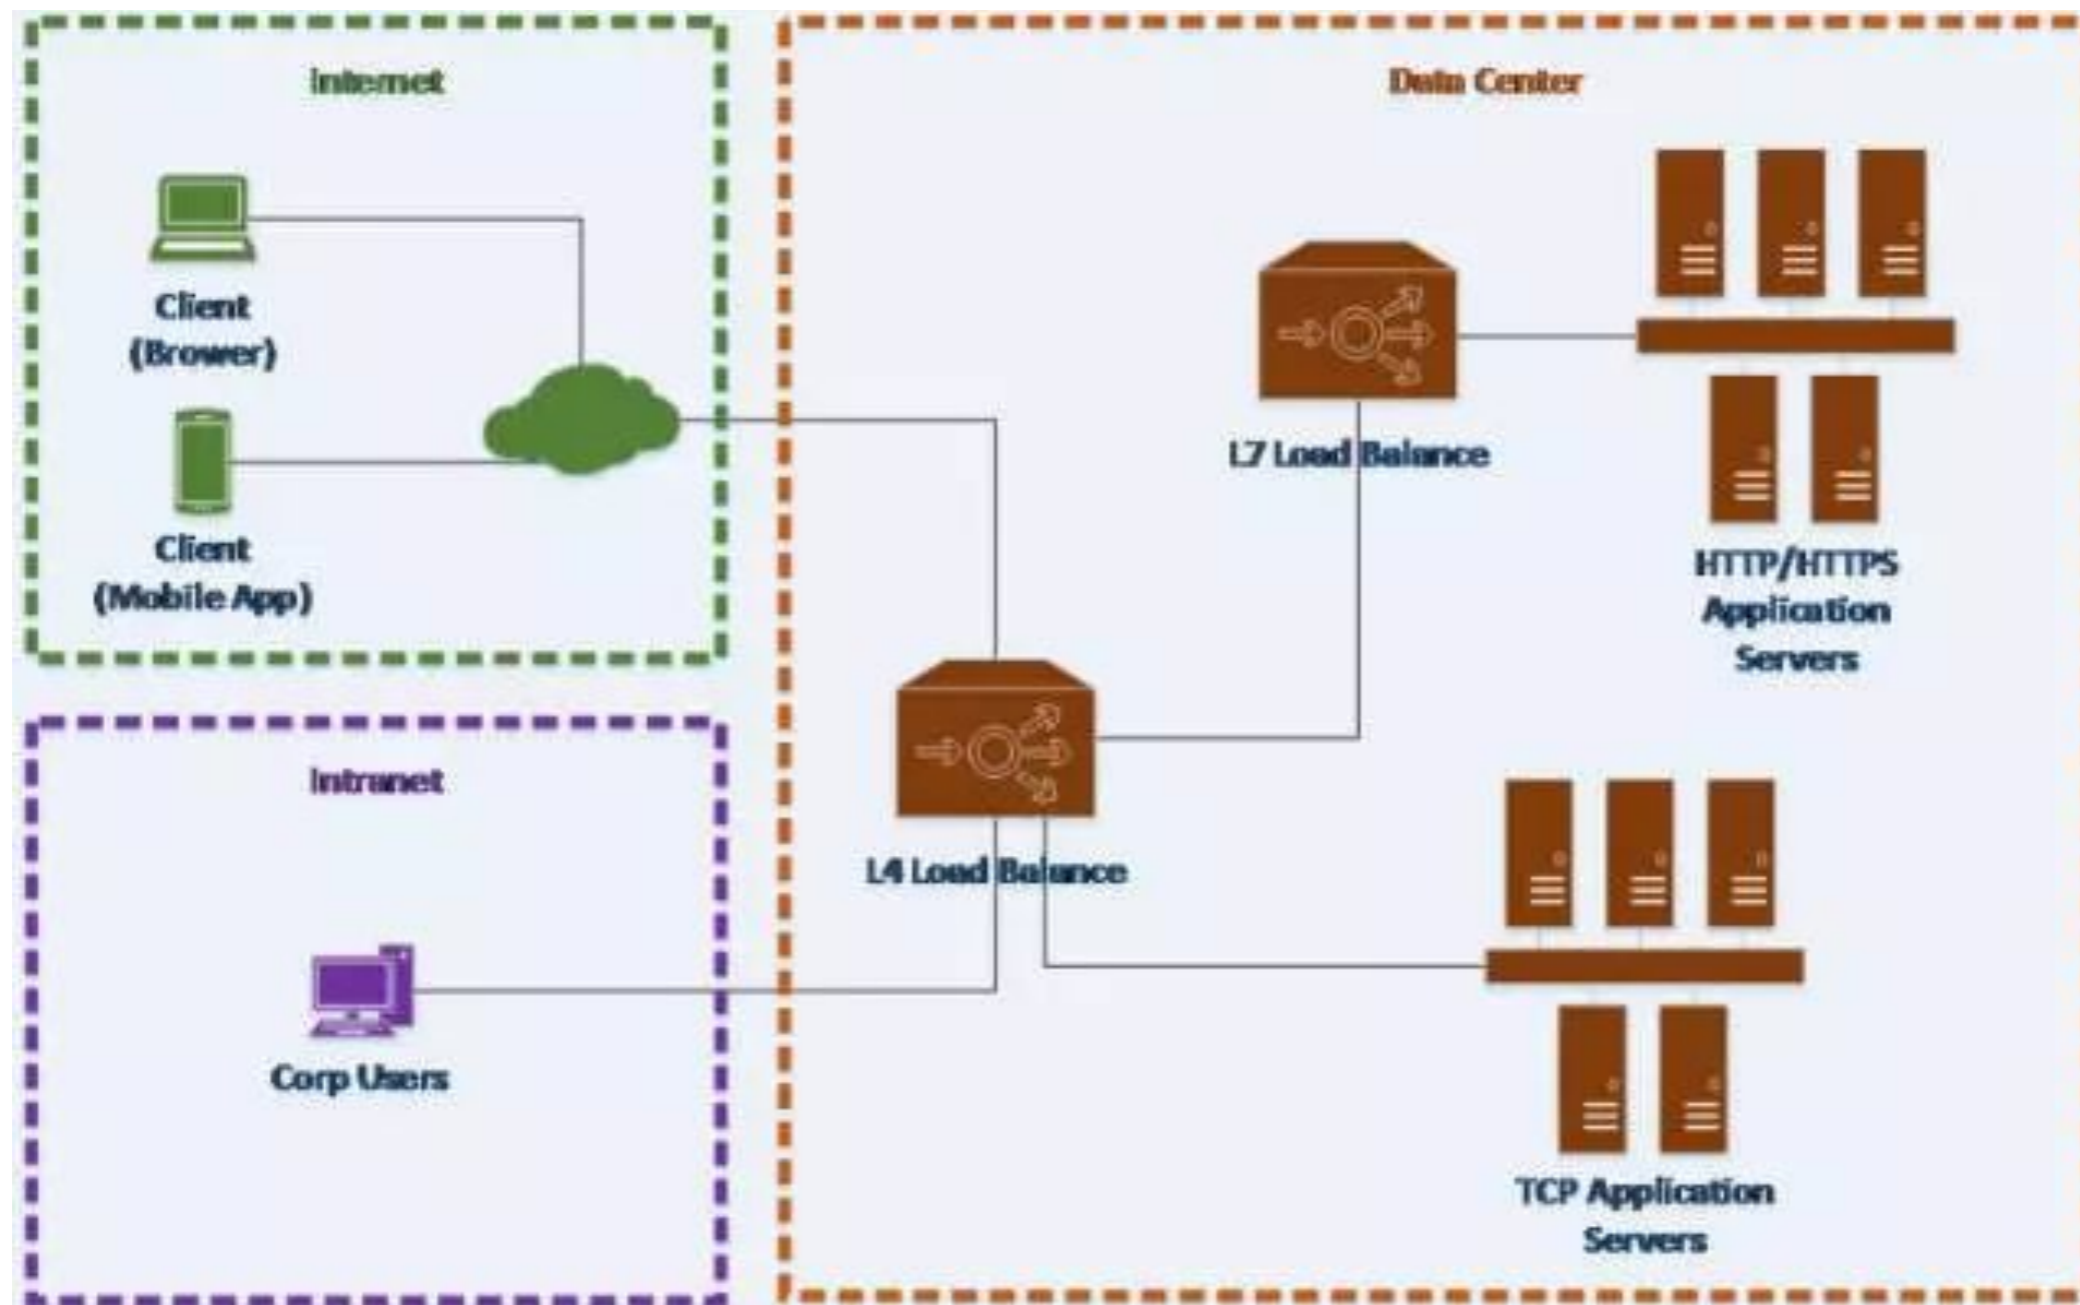 Internet
Data Center
Client
(Brower)
Client
(Mobile App)
L7 Load Balance
HTTP/HTTPS
Application
Servers
Intranet
L4 Load Balance
Corp Users
TCP Application
Servers